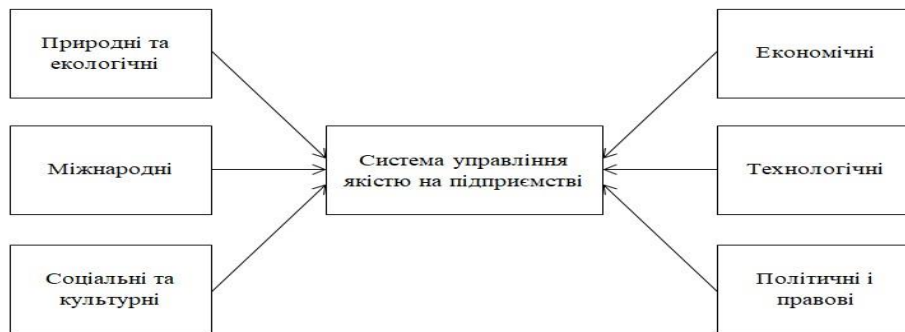 Природні та
екологічні
Економічні
Міжнародні
Система управління
якістю на підприємстві
Технологічні
Соціальні та
культурні
Політичні і
правові